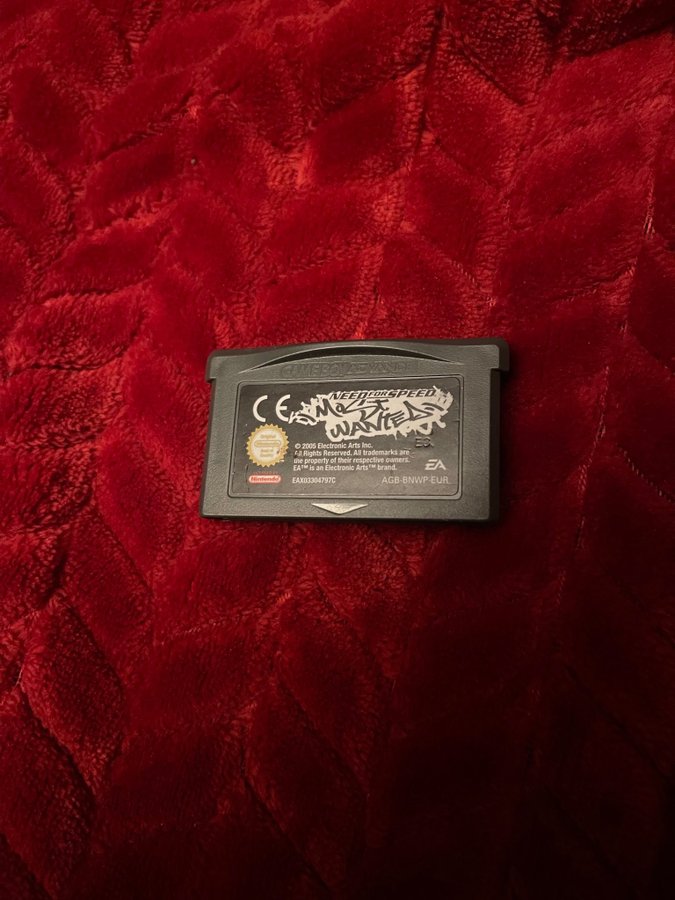 GAME BOY ADVANCE
CE
NEED FOR SPEED
MOST
WANTED
© 2005 Electronic Arts Inc.
All Rights Reserved. All trademarks are
the property of their respective owners.
EA™ is an Electronic Arts™ brand.
Nintendo
EAX03304797C
EA
AGB-BNWP-EUR